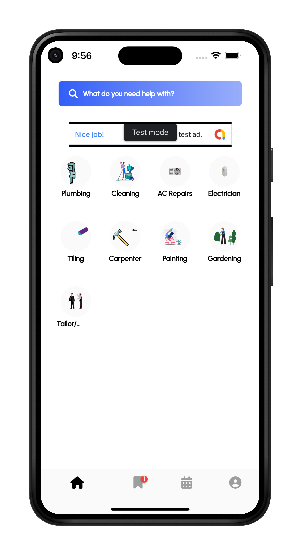 9:56
What do you need help with?
Nice job! Test mode test ad.
Plumbing Cleaning AC Repairs Electrician
Tiling Carpenter Painting Gardening
Tailor/...